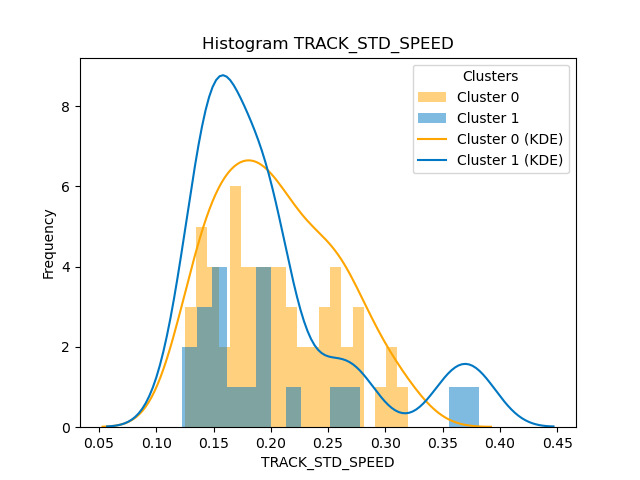 Histogram TRACK_STD_SPEED
Clusters
Cluster 0
Cluster 1
Cluster 0 (KDE)
Cluster 1 (KDE)
Frequency
8
6
4
2
0
0.05 0.10 0.15 0.20 0.25 0.30 0.35 0.40 0.45
TRACK_STD_SPEED